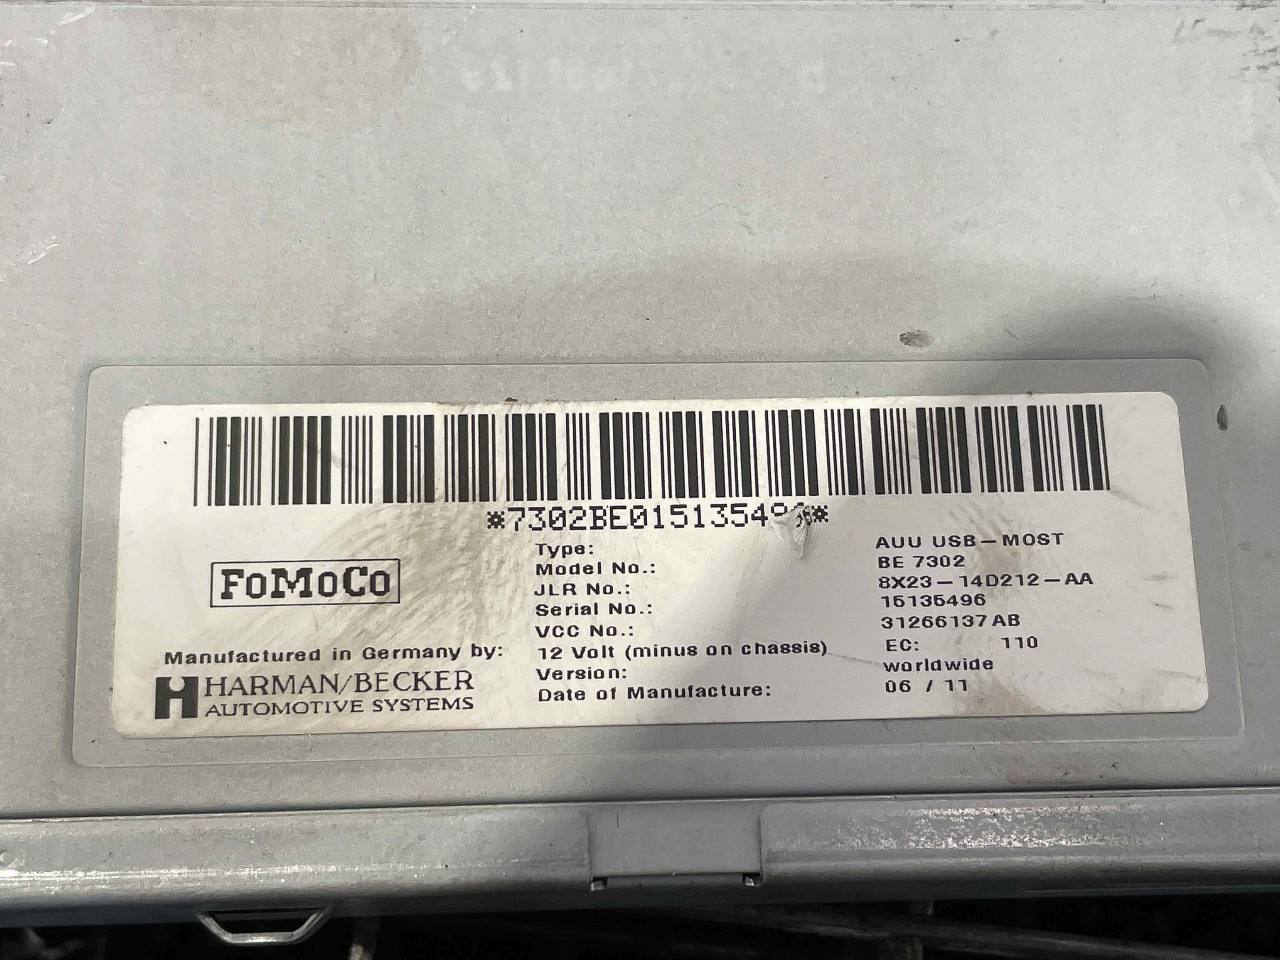 *7302BE015135496*
FoMoCo
Manufactured in Germany by:
HARMAN/BECKER
AUTOMOTIVE SYSTEMS
Type: AUU USB-MOST
Model No.: BE 7302
JLR No.: 8X23-14D212-AA
Serial No.: 15135496
VCC No.: 31266137AB
12 Volt (minus on chassis) EC: 110
Version: worldwide
Date of Manufacture: 06 / 11